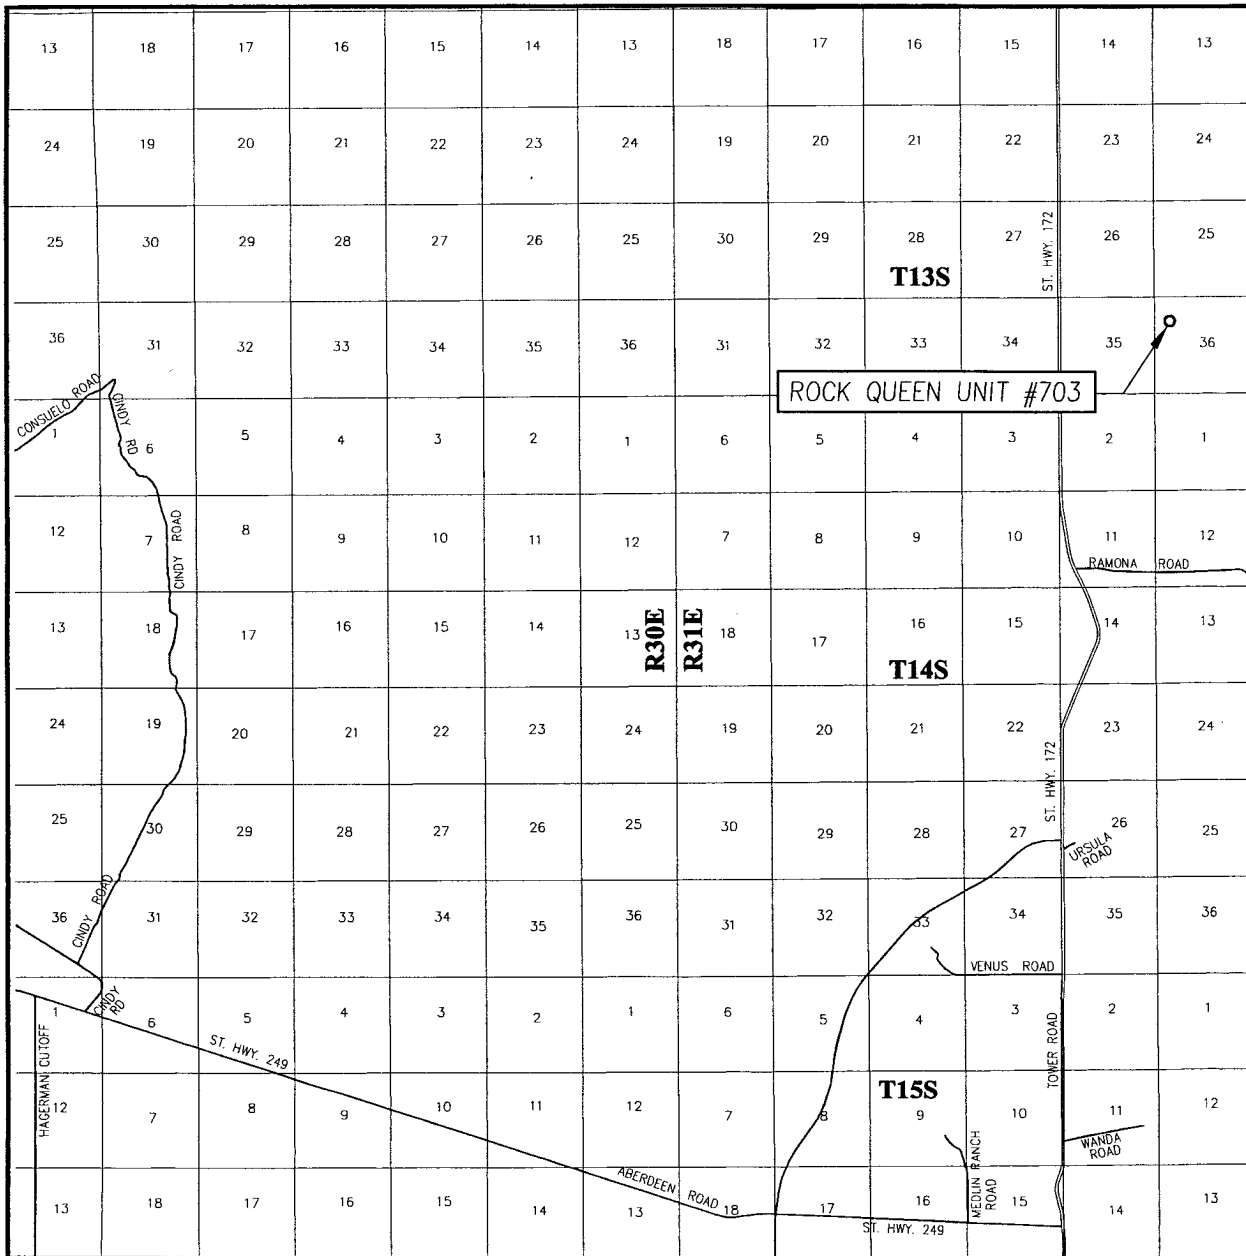 13 18 17 16 15 14 13 18 17 16 15 14 13
24 19 20 21 22 23 24 19 20 21 22 23 24
25 30 29 28 27 26 25 30 29 28 27 26 25
ST. HWY. 172
T13S
36 31 32 33 34 35 36 31 32 33 34 35 36
ROCK QUEEN UNIT #703
CONSUELO ROAD
CINDY RD
1 6 5 4 3 2 1 6 5 4 3 2 1
12 7 8 9 10 11 12 7 8 9 10 11 12
CINDY ROAD
RAMONA ROAD
13 18 17 16 15 14 13 18 17 16 15 14 13
R30E
R31E
T14S
24 19 20 21 22 23 24 19 20 21 22 23 24
ST. HWY. 172
25 30 29 28 27 26 25 30 29 28 27 26 25
URSULA
ROAD
CINDY ROAD
36 31 32 33 34 35 36 31 32 33 34 35 36
VENUS ROAD
CINDY
RD
1 6 5 4 3 2 1 6 5 4 3 2 1
ST. HWY. 249
HAGERMAN CUTOFF
TOWER ROAD
T15S
12 7 8 9 10 11 12 7 8 9 10 11 12
WANDA
ROAD
MEDLIN RANCH
ROAD
ABERDEEN ROAD
13 18 17 16 15 14 13 18 17 16 15 14 13
ST. HWY. 249